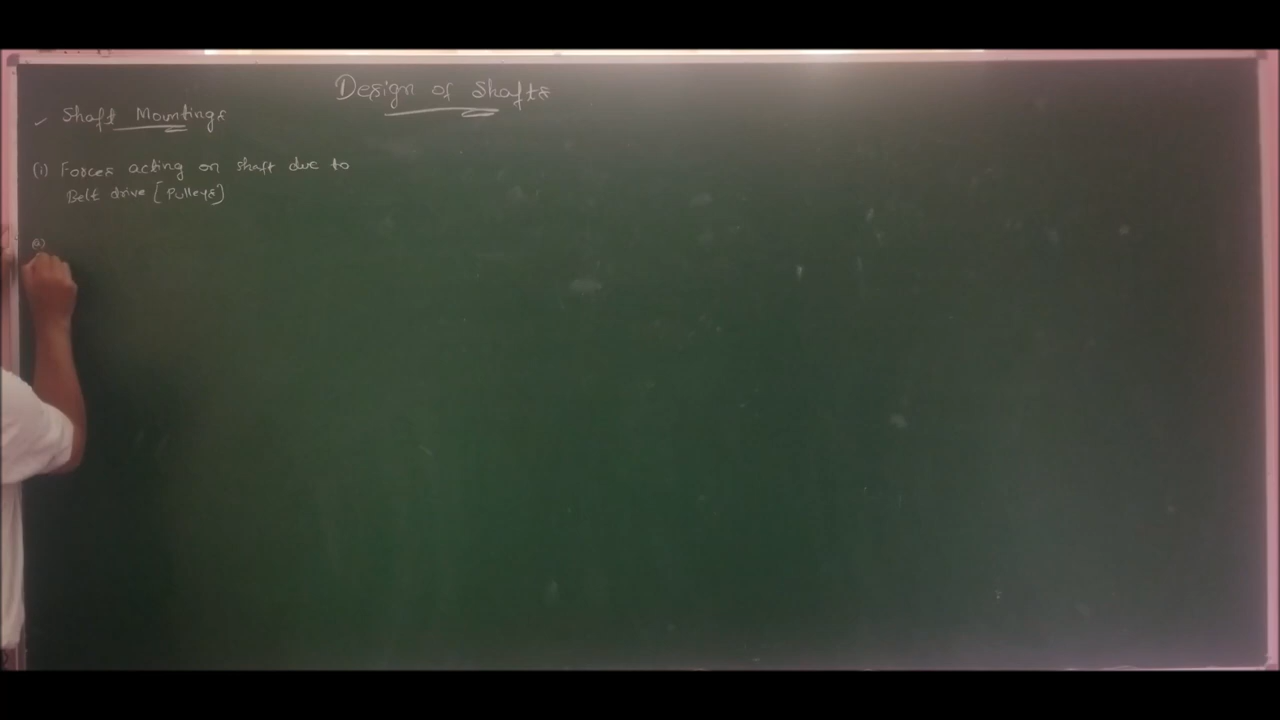 Design of Shafts
Shaft Mountings
(i) Forces acting on shaft due to
Belt drive [Pulleys]
(a)